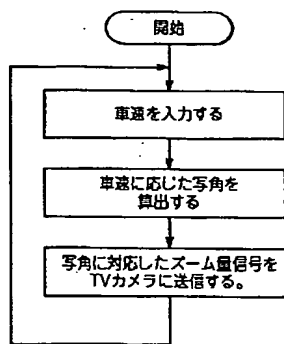 開始
車速を入力する
車速に応じた写角を
算出する
写角に対応したズーム量信号を
TVカメラに送信する。